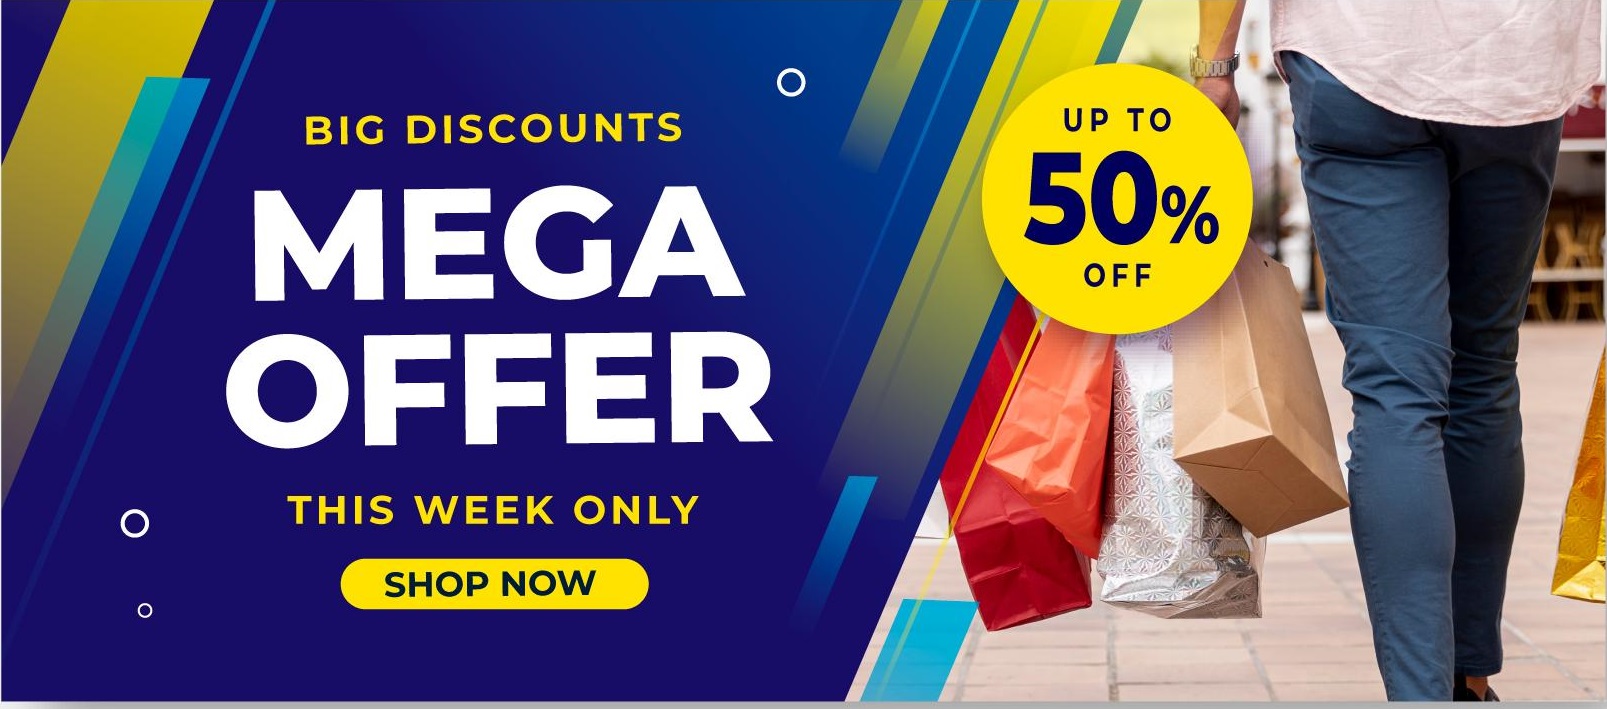 BIG DISCOUNTS
MEGA
OFFER
THIS WEEK ONLY
SHOP NOW
UP TO
50%
OFF